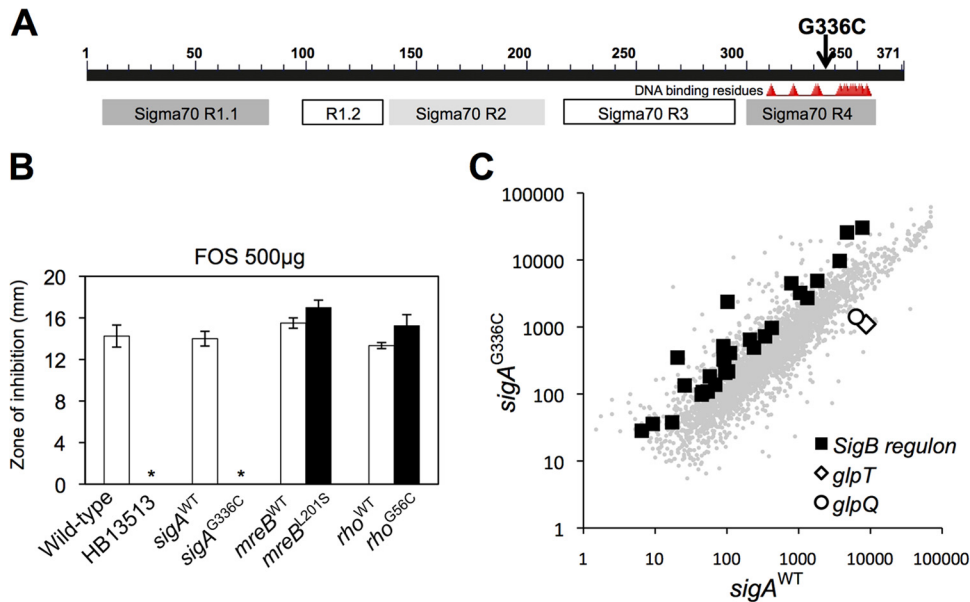 A
G336C
1 50 100 150 200 250 300 350 371
DNA binding residues
Sigma70 R1.1 R1.2 Sigma70 R2 Sigma70 R3 Sigma70 R4
B
FOS 500µg
Zone of inhibition (mm)
20
16
12
8
4
0
Wild-type
HB13513
*
sigA^WT
sigA^G336C
*
mreB^WT
mreB^L201S
rho^WT
rho^G56C
C
sigA^G336C
100000
10000
1000
100
10
1
SigB regulon
glpT
glpQ
1 10 100 1000 10000 100000
sigA^WT